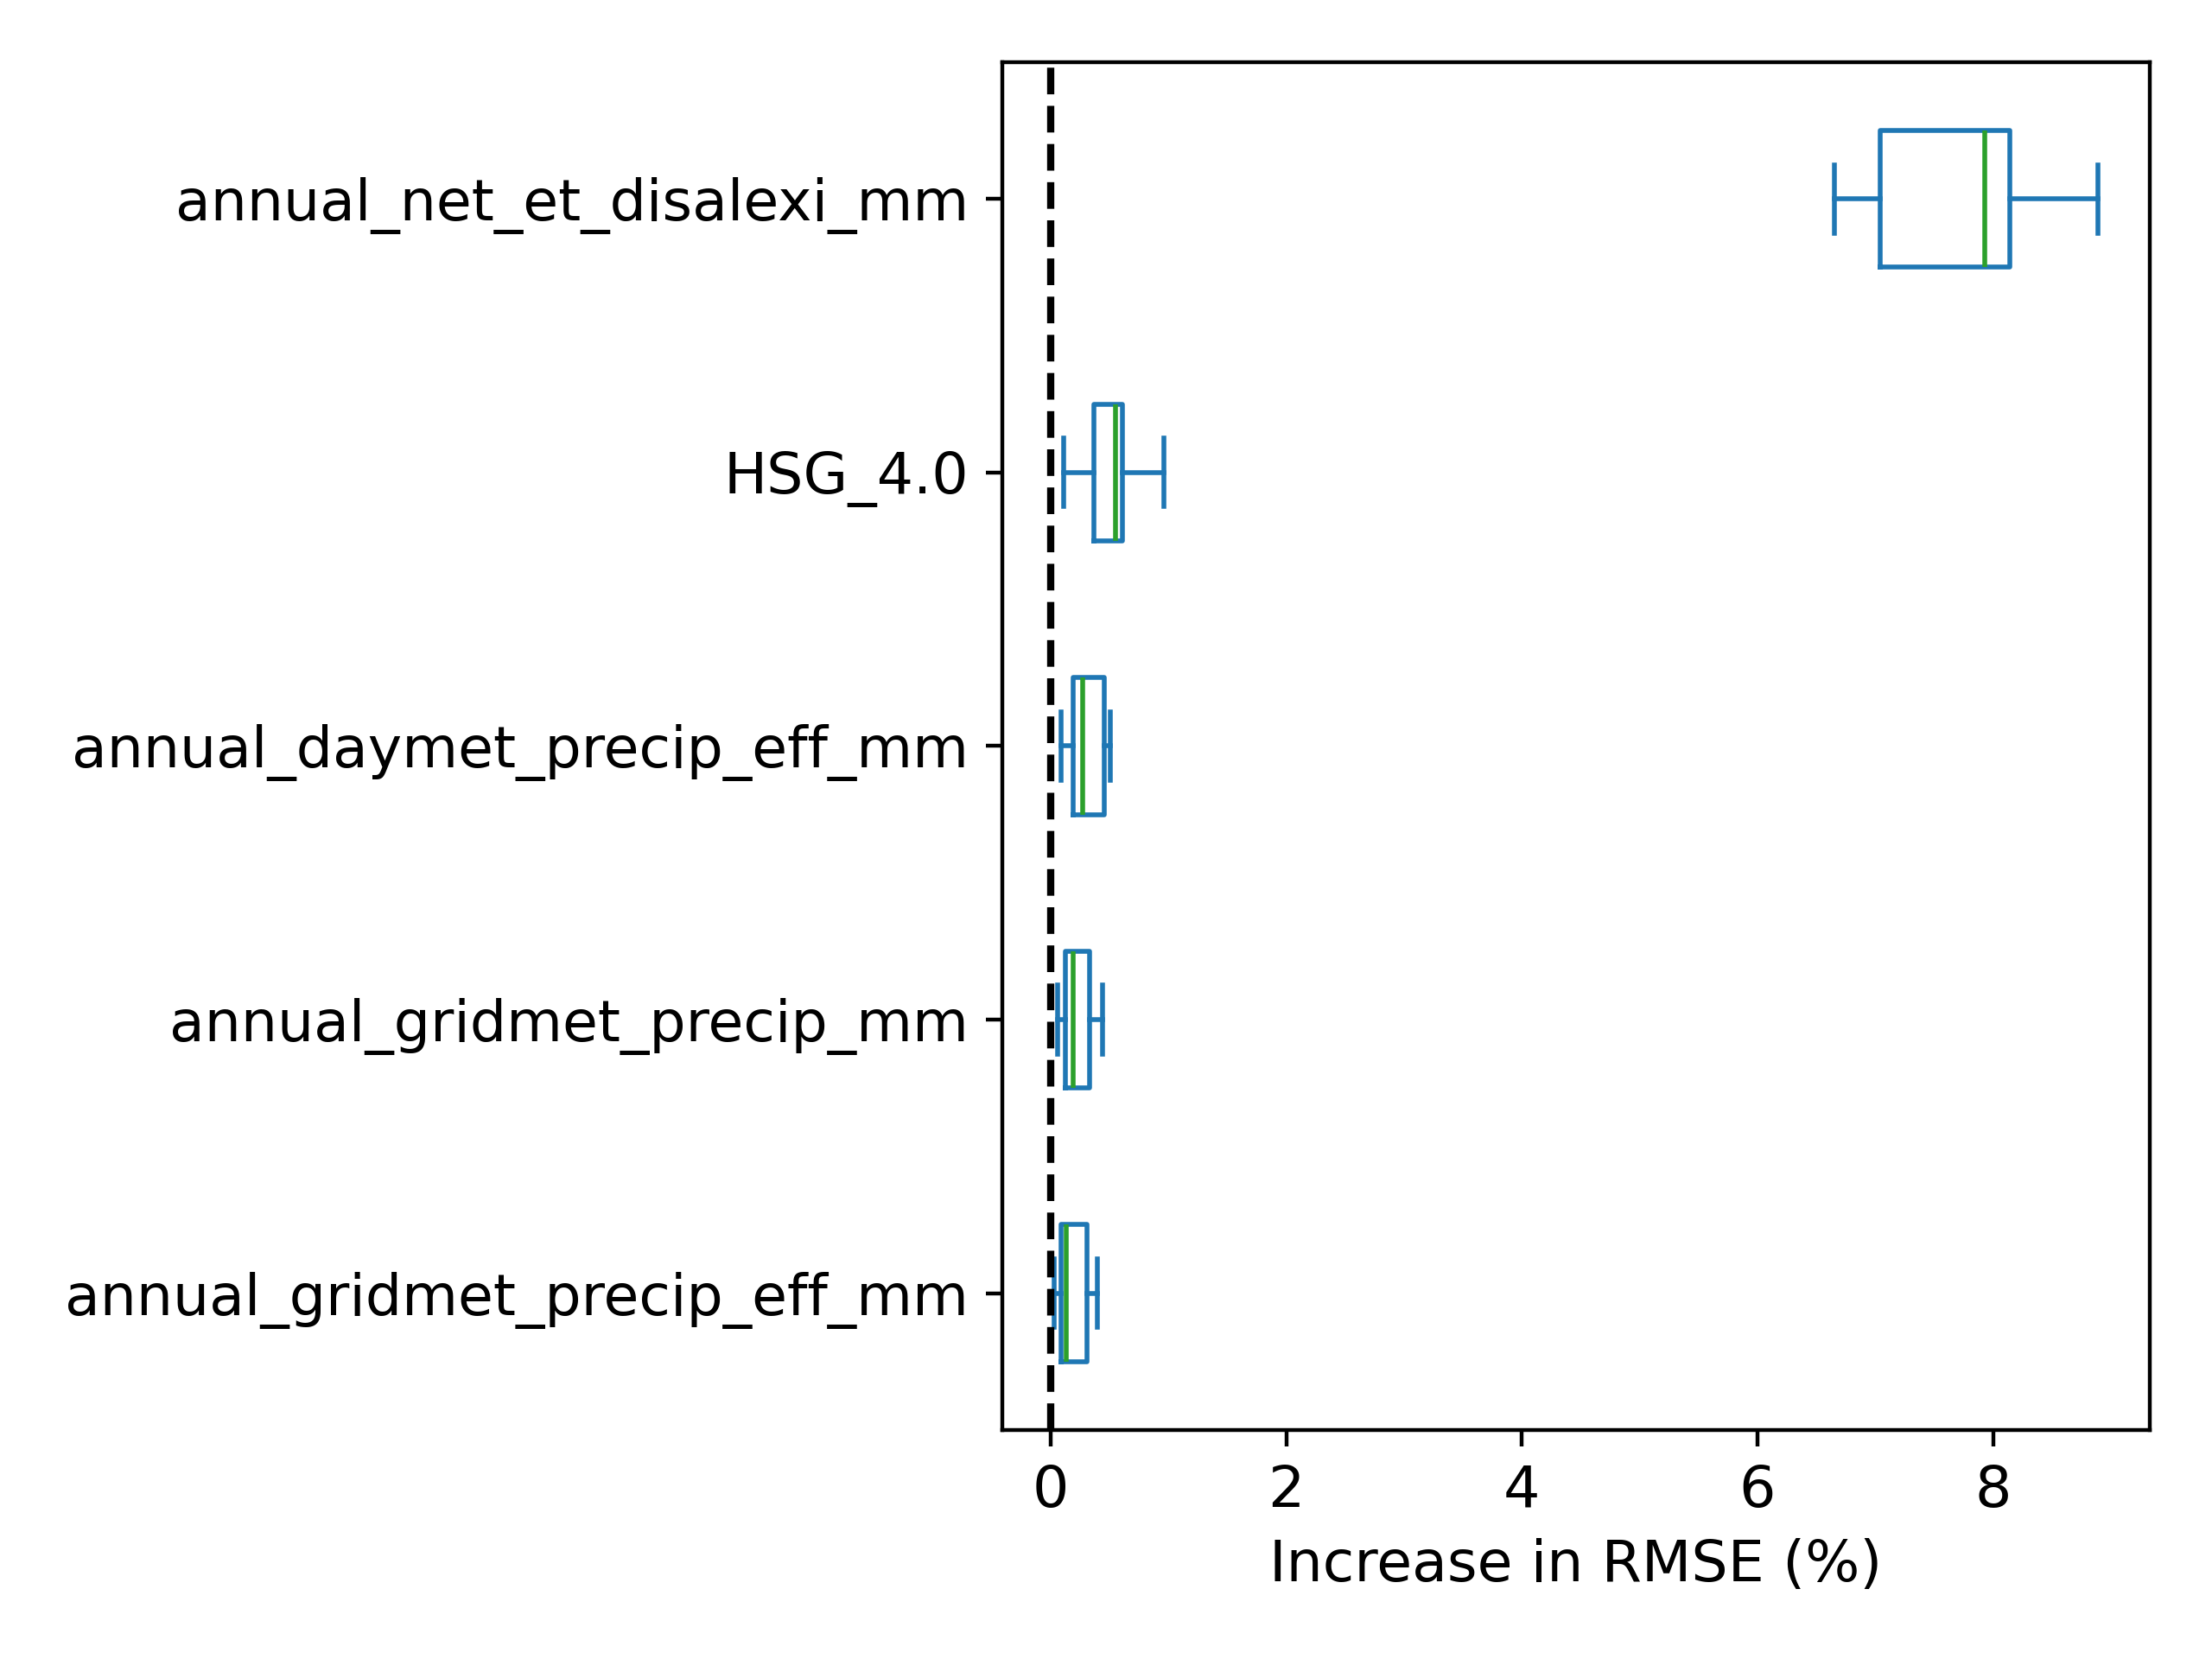 annual_net_et_disalexi_mm
HSG_4.0
annual_daymet_precip_eff_mm
annual_gridmet_precip_mm
annual_gridmet_precip_eff_mm
0 2 4 6 8
Increase in RMSE (%)